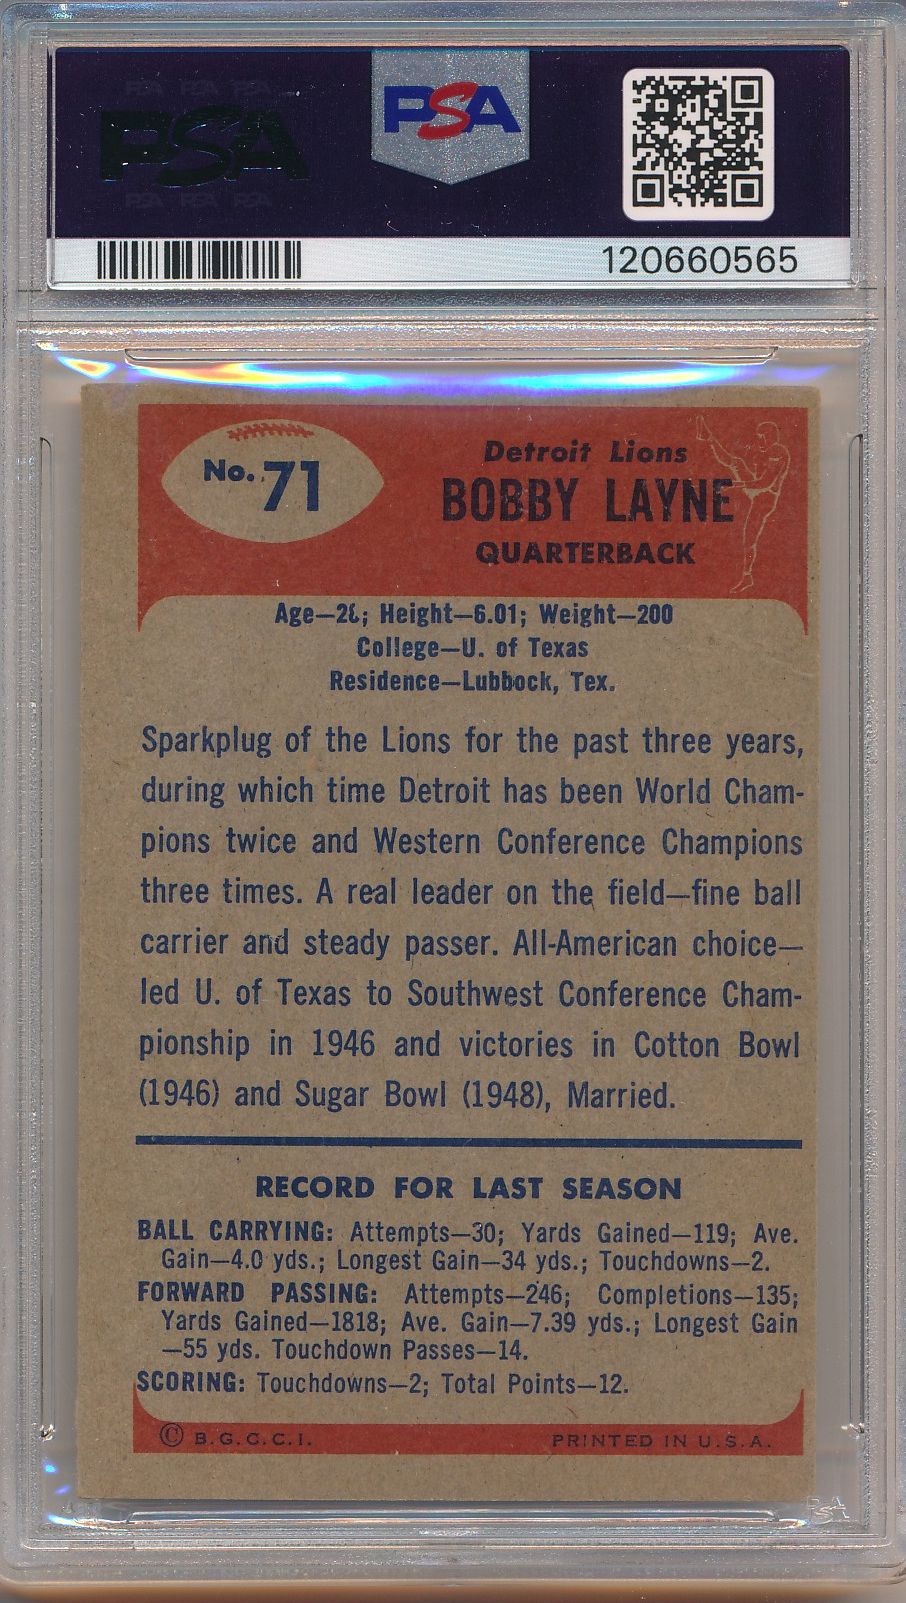 PSA
PSA
120660565
No. 71
Detroit Lions
BOBBY LAYNE
QUARTERBACK
Age—28; Height—6.01; Weight—200
College—U. of Texas
Residence—Lubbock, Tex.
Sparkplug of the Lions for the past three years,
during which time Detroit has been World Cham-
pions twice and Western Conference Champions
three times. A real leader on the field—fine ball
carrier and steady passer. All-American choice—
led U. of Texas to Southwest Conference Cham-
pionship in 1946 and victories in Cotton Bowl
(1946) and Sugar Bowl (1948), Married.
RECORD FOR LAST SEASON
BALL CARRYING: Attempts—30; Yards Gained—119; Ave.
Gain—4.0 yds.; Longest Gain—34 yds.; Touchdowns—2.
FORWARD PASSING: Attempts—246; Completions—135;
Yards Gained—1818; Ave. Gain—7.39 yds.; Longest Gain
—55 yds. Touchdown Passes—14.
SCORING: Touchdowns—2; Total Points—12.
© B.G.C.C.I.
PRINTED IN U.S.A.
PSA